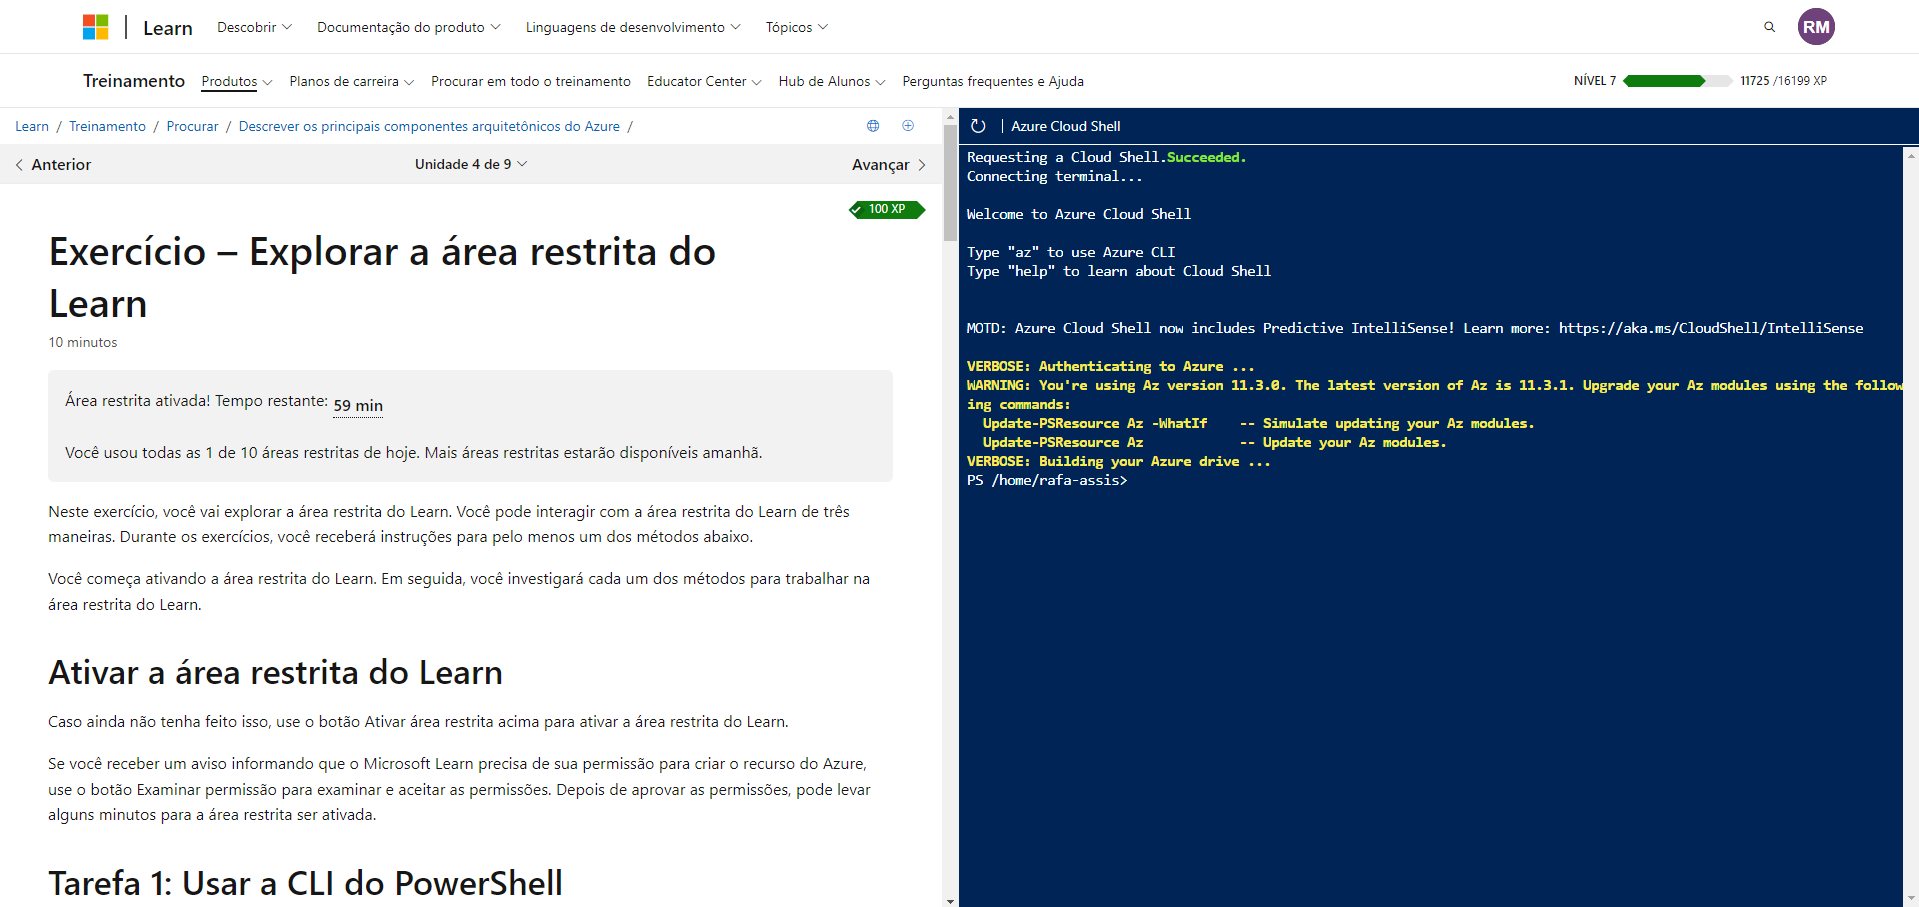 Learn Descobrir Documentação do produto Linguagens de desenvolvimento Tópicos RM
Treinamento Produtos Planos de carreira Procurar em todo o treinamento Educator Center Hub de Alunos Perguntas frequentes e Ajuda NÍVEL 7 11725 /16199 XP
Learn / Treinamento / Procurar / Descrever os principais componentes arquitetônicos do Azure /
Anterior Unidade 4 de 9 Avançar
100 XP
Exercício – Explorar a área restrita do
Learn
10 minutos
Área restrita ativada! Tempo restante: 59 min
Você usou todas as 1 de 10 áreas restritas de hoje. Mais áreas restritas estarão disponíveis amanhã.
Neste exercício, você vai explorar a área restrita do Learn. Você pode interagir com a área restrita do Learn de três
maneiras. Durante os exercícios, você receberá instruções para pelo menos um dos métodos abaixo.
Você começa ativando a área restrita do Learn. Em seguida, você investigará cada um dos métodos para trabalhar na
área restrita do Learn.
Ativar a área restrita do Learn
Caso ainda não tenha feito isso, use o botão Ativar área restrita acima para ativar a área restrita do Learn.
Se você receber um aviso informando que o Microsoft Learn precisa de sua permissão para criar o recurso do Azure,
use o botão Examinar permissão para examinar e aceitar as permissões. Depois de aprovar as permissões, pode levar
alguns minutos para a área restrita ser ativada.
Tarefa 1: Usar a CLI do PowerShell
Azure Cloud Shell
Requesting a Cloud Shell.Succeeded.
Connecting terminal...
Welcome to Azure Cloud Shell
Type "az" to use Azure CLI
Type "help" to learn about Cloud Shell
MOTD: Azure Cloud Shell now includes Predictive IntelliSense! Learn more: https://aka.ms/CloudShell/IntelliSense
VERBOSE: Authenticating to Azure ...
WARNING: You're using Az version 11.3.0. The latest version of Az is 11.3.1. Upgrade your Az modules using the follow
ing commands:
Update-PSResource Az -WhatIf -- Simulate updating your Az modules.
Update-PSResource Az -- Update your Az modules.
VERBOSE: Building your Azure drive ...
PS /home/rafa-assis>